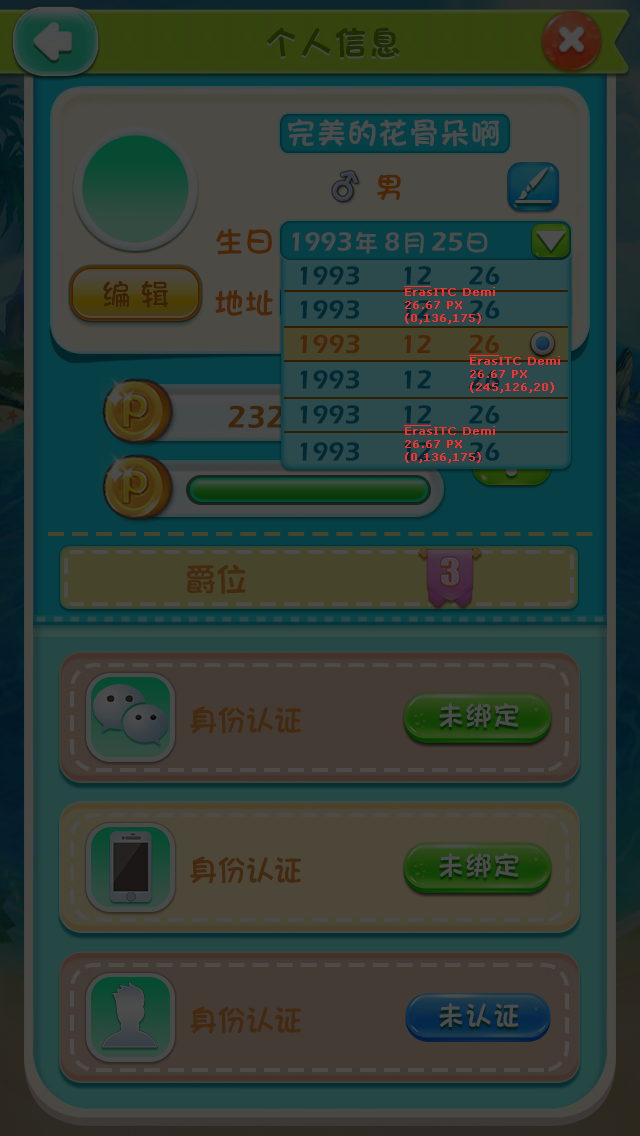 个人信息
完美的花骨朵啊
男
生日 1993年8月25日
编辑
地址
1993 12 26
ErasITC Demi
26.67 PX
(0,136,175)
1993 26
1993 12 26
ErasITC Demi
26.67 PX
(245,126,20)
1993 12
1993 12 26
ErasITC Demi
26.67 PX
(0,136,175)
1993 26
P 232
P
爵位 3
身份认证 未绑定
身份认证 未绑定
身份认证 未认证